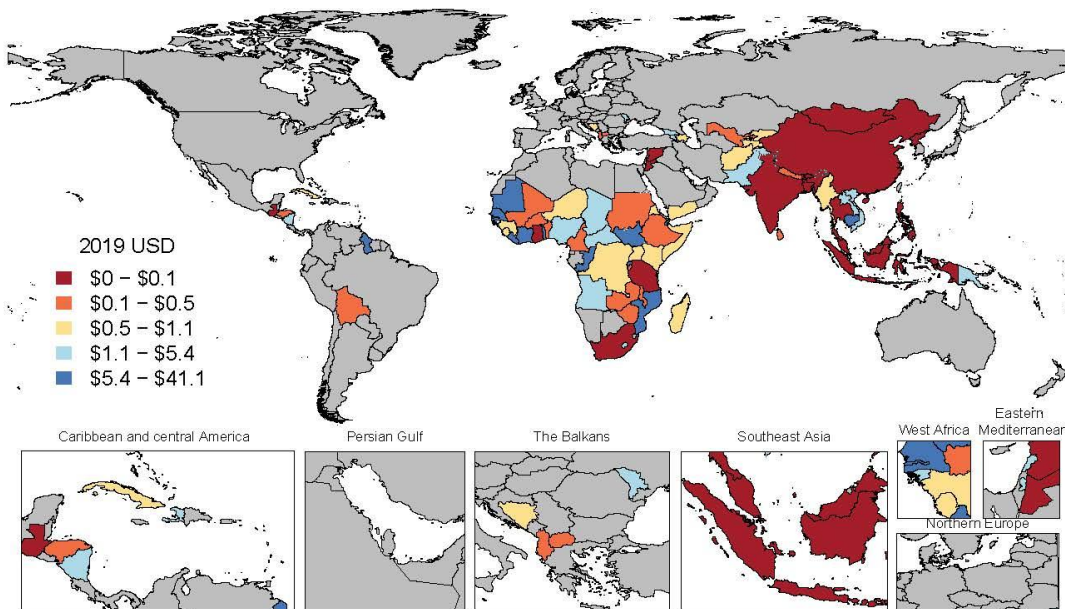 2019 USD
$0 – $0.1
$0.1 – $0.5
$0.5 – $1.1
$1.1 – $5.4
$5.4 – $41.1
Caribbean and central America
Persian Gulf
The Balkans
Southeast Asia
West Africa
Eastern
Mediterranean
Northern Europe